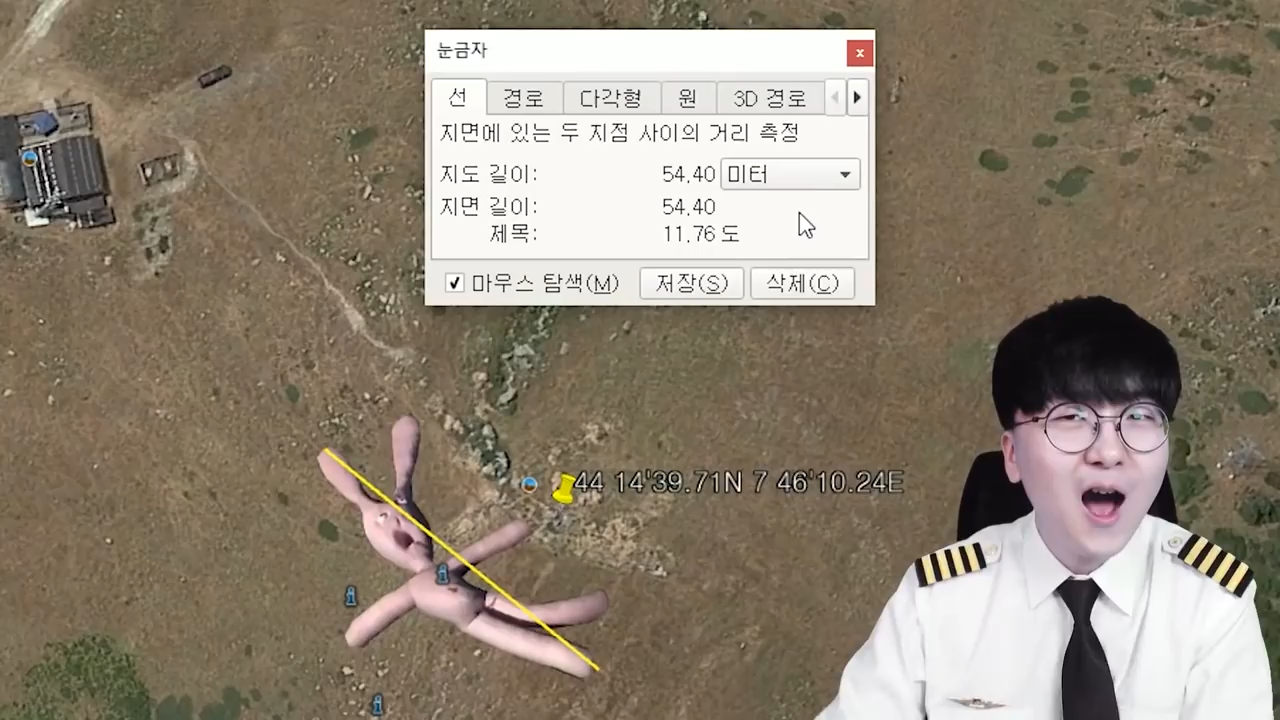 눈금자
x
선 경로 다각형 원 3D 경로
지면에 있는 두 지점 사이의 거리 측정
지도 길이: 54.40 미터
지면 길이: 54.40
제목: 11.76 도
마우스 탐색(M) 저장(S) 삭제(C)
44 14'39.71N 7 46'10.24E